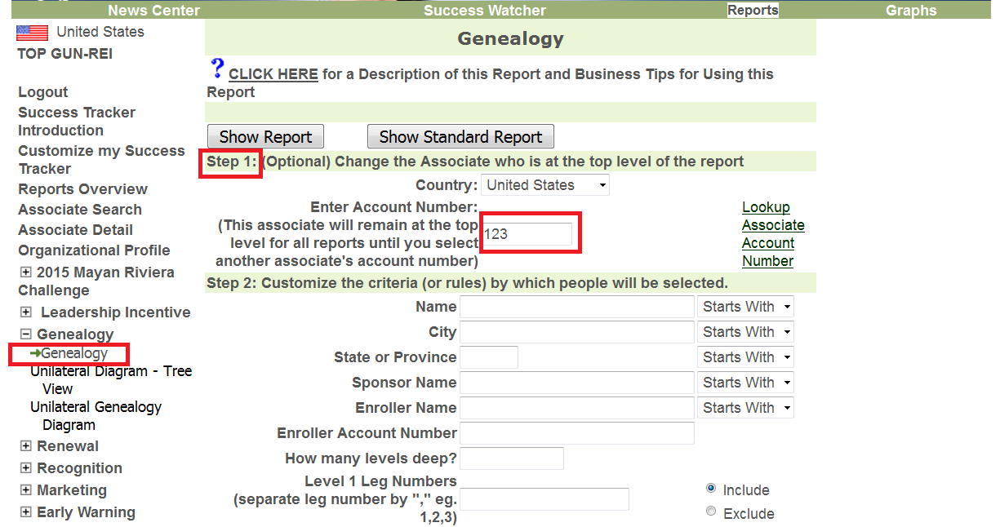 News Center Success Watcher Reports Graphs
United States
TOP GUN-REI
Logout
Success Tracker
Introduction
Customize my Success
Tracker
Reports Overview
Associate Search
Associate Detail
Organizational Profile
2015 Mayan Riviera
Challenge
Leadership Incentive
Genealogy
Genealogy
Unilateral Diagram - Tree
View
Unilateral Genealogy
Diagram
Renewal
Recognition
Marketing
Early Warning
Genealogy
? CLICK HERE for a Description of this Report and Business Tips for Using this
Report
Show Report Show Standard Report
Step 1: (Optional) Change the Associate who is at the top level of the report
Country: United States
Enter Account Number:
(This associate will remain at the top
level for all reports until you select
another associate's account number)
123
Lookup
Associate
Account
Number
Step 2: Customize the criteria (or rules) by which people will be selected.
Name Starts With
City Starts With
State or Province Starts With
Sponsor Name Starts With
Enroller Name Starts With
Enroller Account Number
How many levels deep?
Level 1 Leg Numbers
(separate leg number by "," eg.
1,2,3)
Include
Exclude